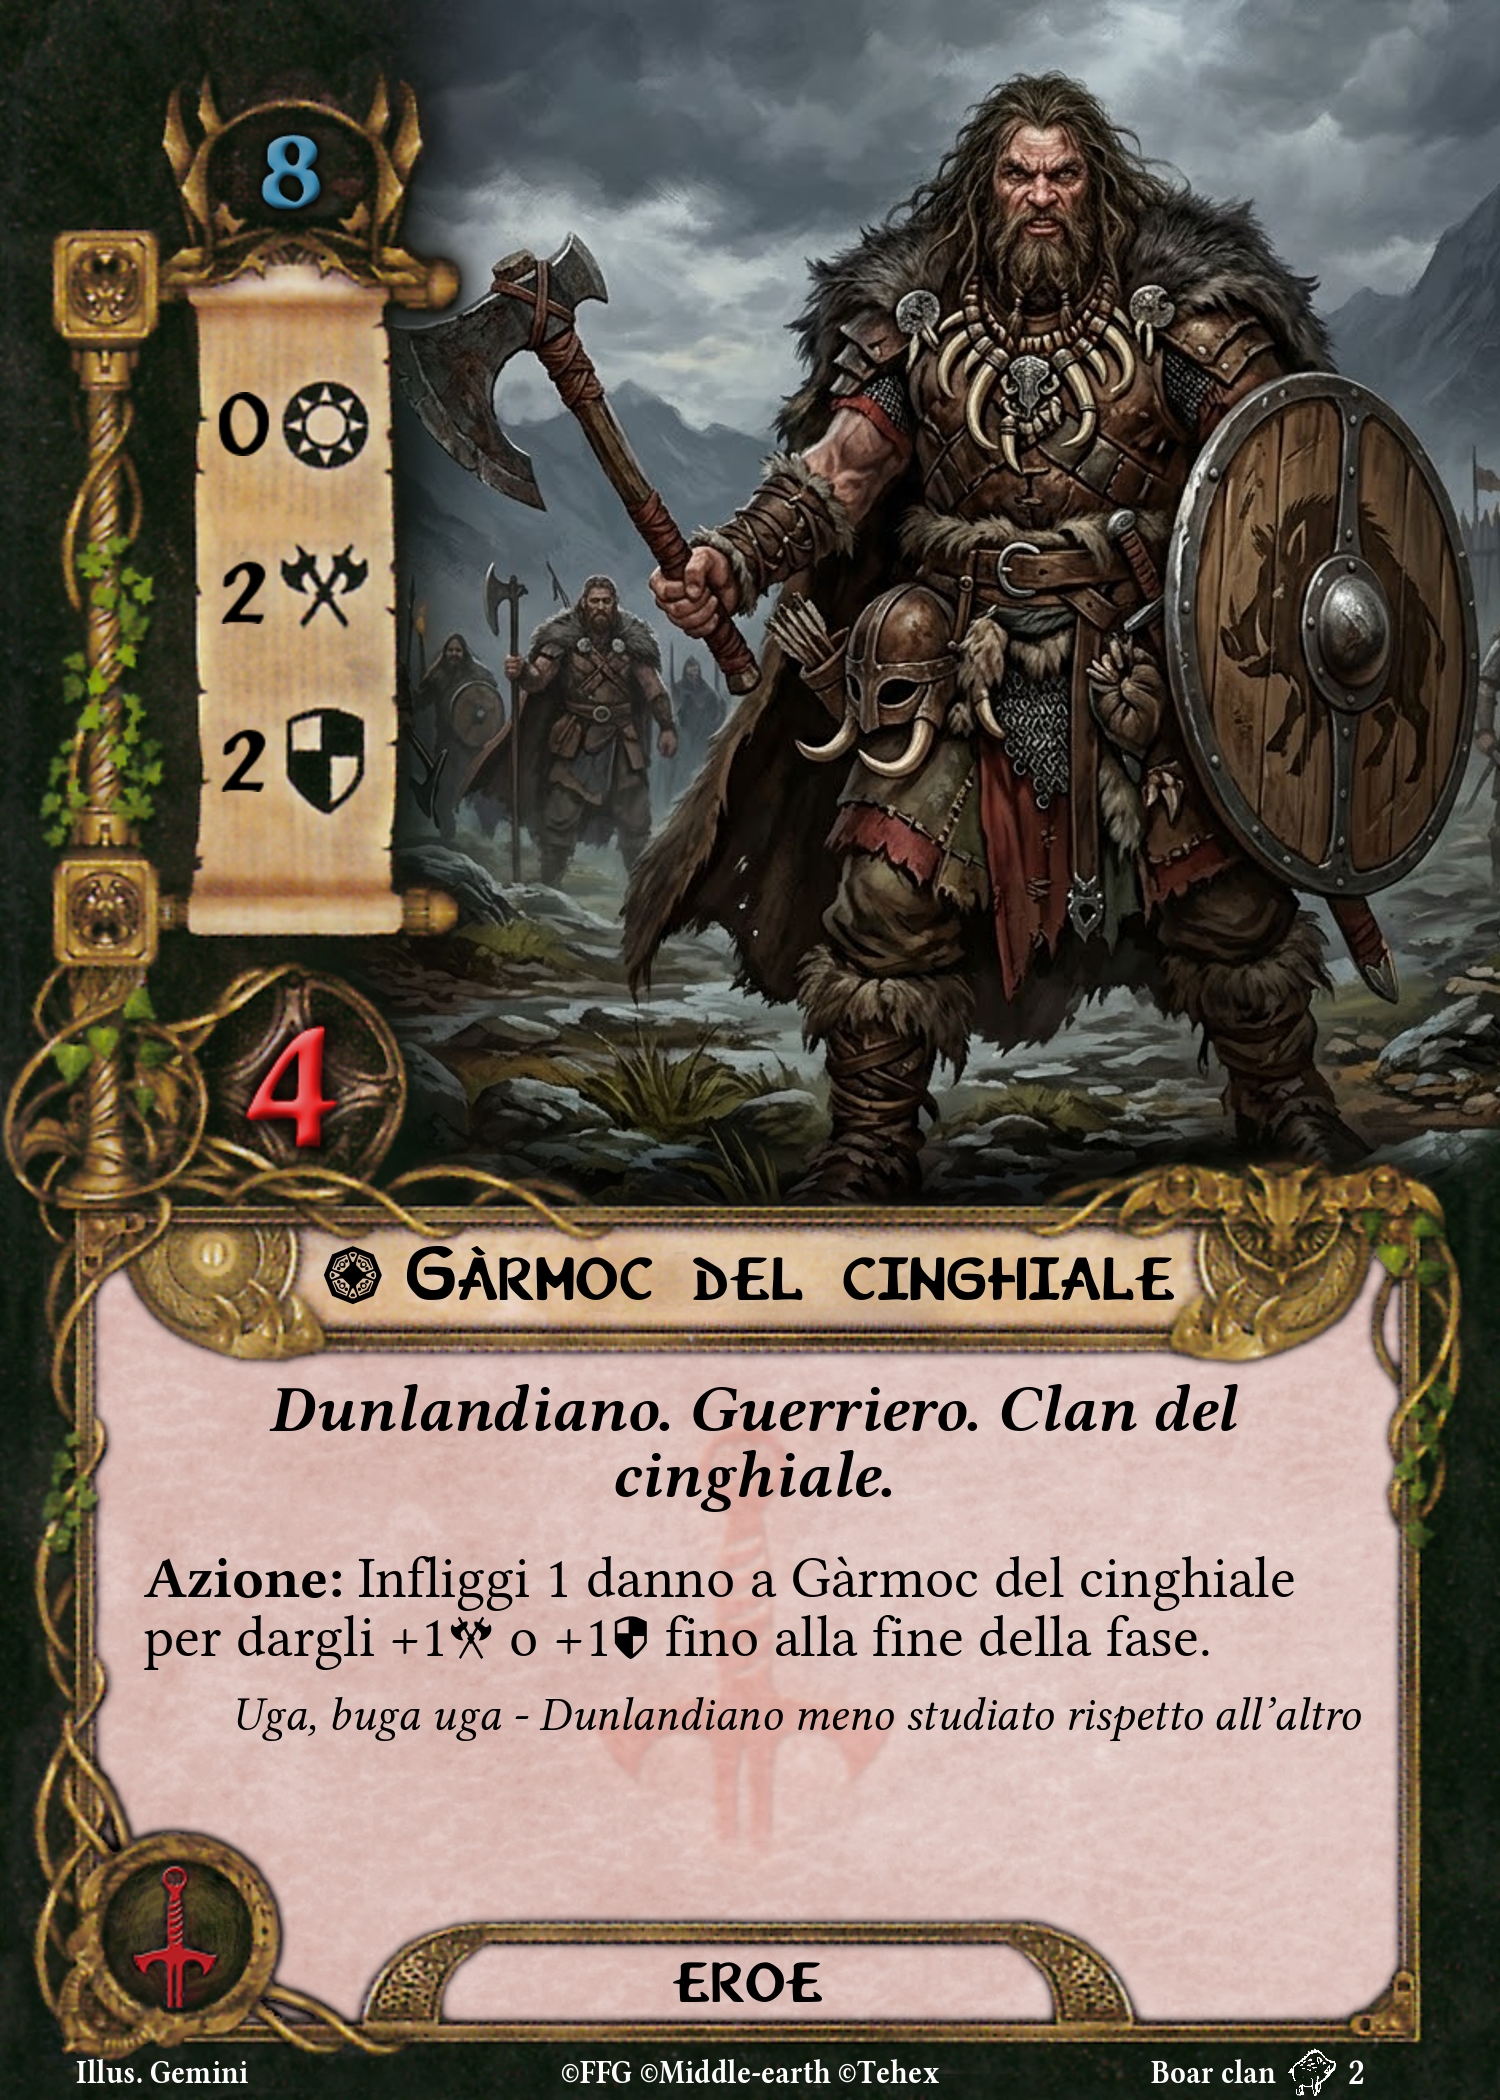 8
0
2
2
4
Gàrmoc del cinghiale
Dunlandiano. Guerriero. Clan del
cinghiale.
Azione: Infliggi 1 danno a Gàrmoc del cinghiale
per dargli +1 o +1 fino alla fine della fase.
Uga, buga uga - Dunlandiano meno studiato rispetto all’altro
EROE
Illus. Gemini ©FFG ©Middle-earth ©Tehex Boar clan 2